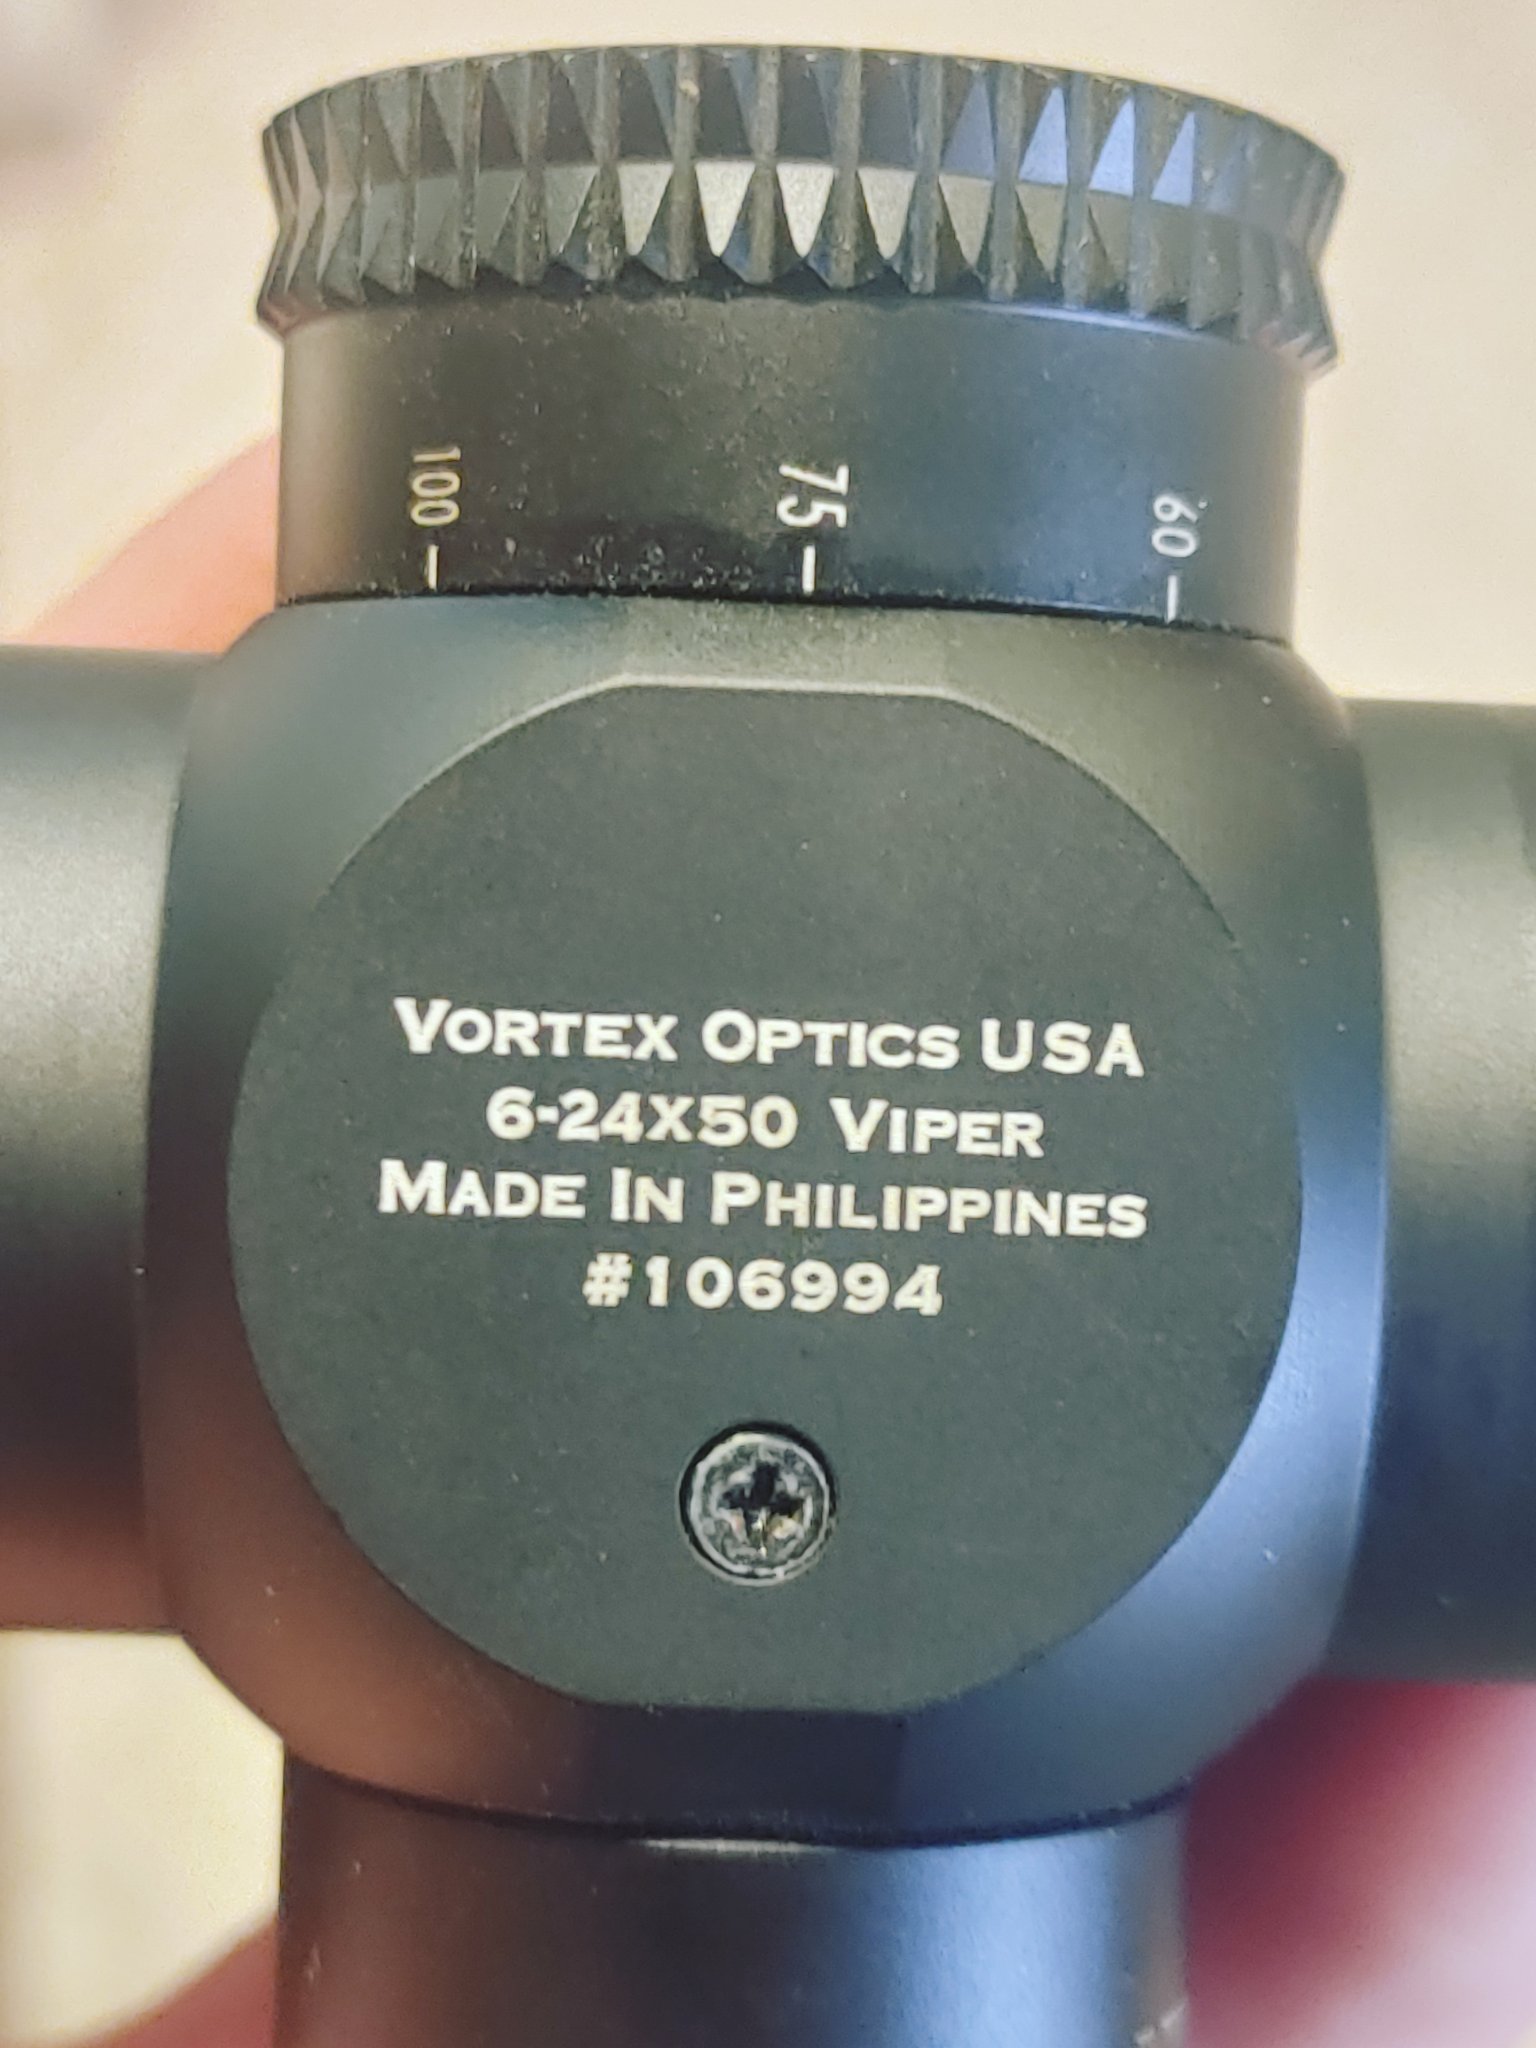 100
75
60
VORTEX OPTICS USA
6-24X50 VIPER
MADE IN PHILIPPINES
#106994